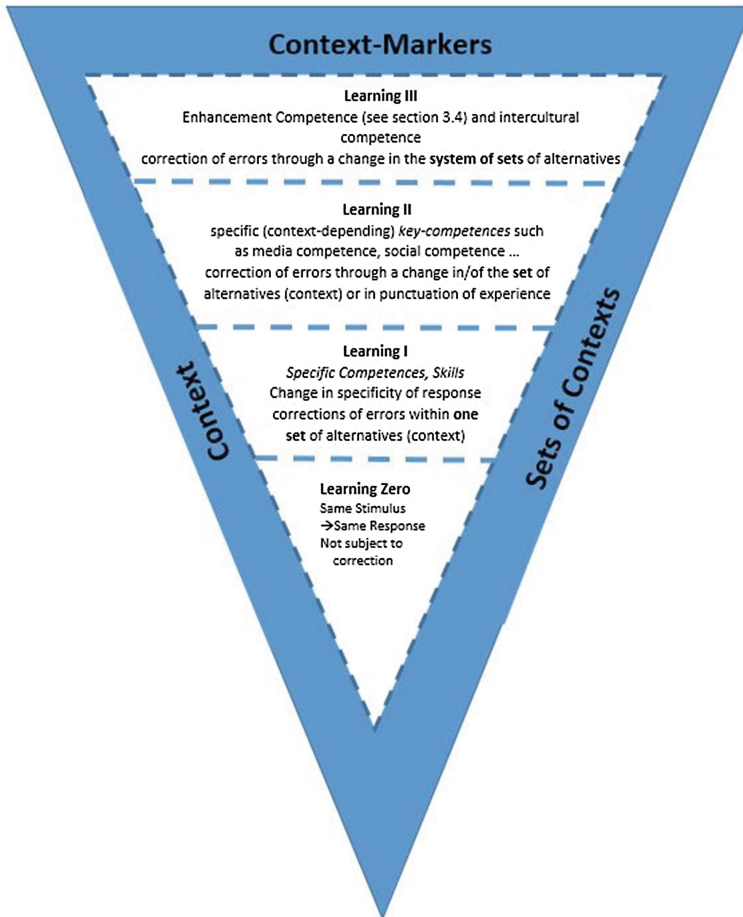 Context-Markers
Learning III
Enhancement Competence (see section 3.4) and intercultural
competence
correction of errors through a change in the system of sets of alternatives
Learning II
specific (context-depending) key-competences such
as media competence, social competence ...
correction of errors through a change in/of the set of
alternatives (context) or in punctuation of experience
Learning I
Specific Competences, Skills
Change in specificity of response
corrections of errors within one
set of alternatives (context)
Learning Zero
Same Stimulus
→Same Response
Not subject to
correction
Context
Sets of Contexts